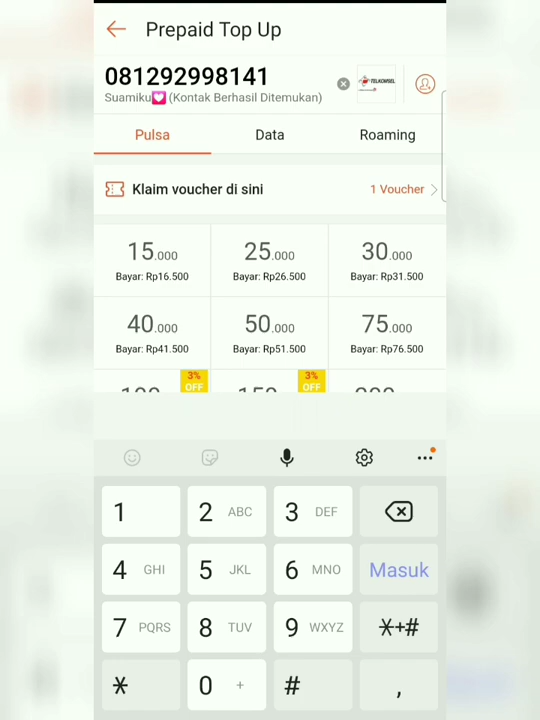 Prepaid Top Up
081292998141
Suamiku💟 (Kontak Berhasil Ditemukan)
TELKOMSEL
Pulsa Data Roaming
Klaim voucher di sini 1 Voucher
15.000 25.000 30.000
Bayar: Rp16.500 Bayar: Rp26.500 Bayar: Rp31.500
40.000 50.000 75.000
Bayar: Rp41.500 Bayar: Rp51.500 Bayar: Rp76.500
3% OFF 3% OFF
1 2 ABC 3 DEF
4 GHI 5 JKL 6 MNO Masuk
7 PQRS 8 TUV 9 WXYZ *+#
* 0 + # ,